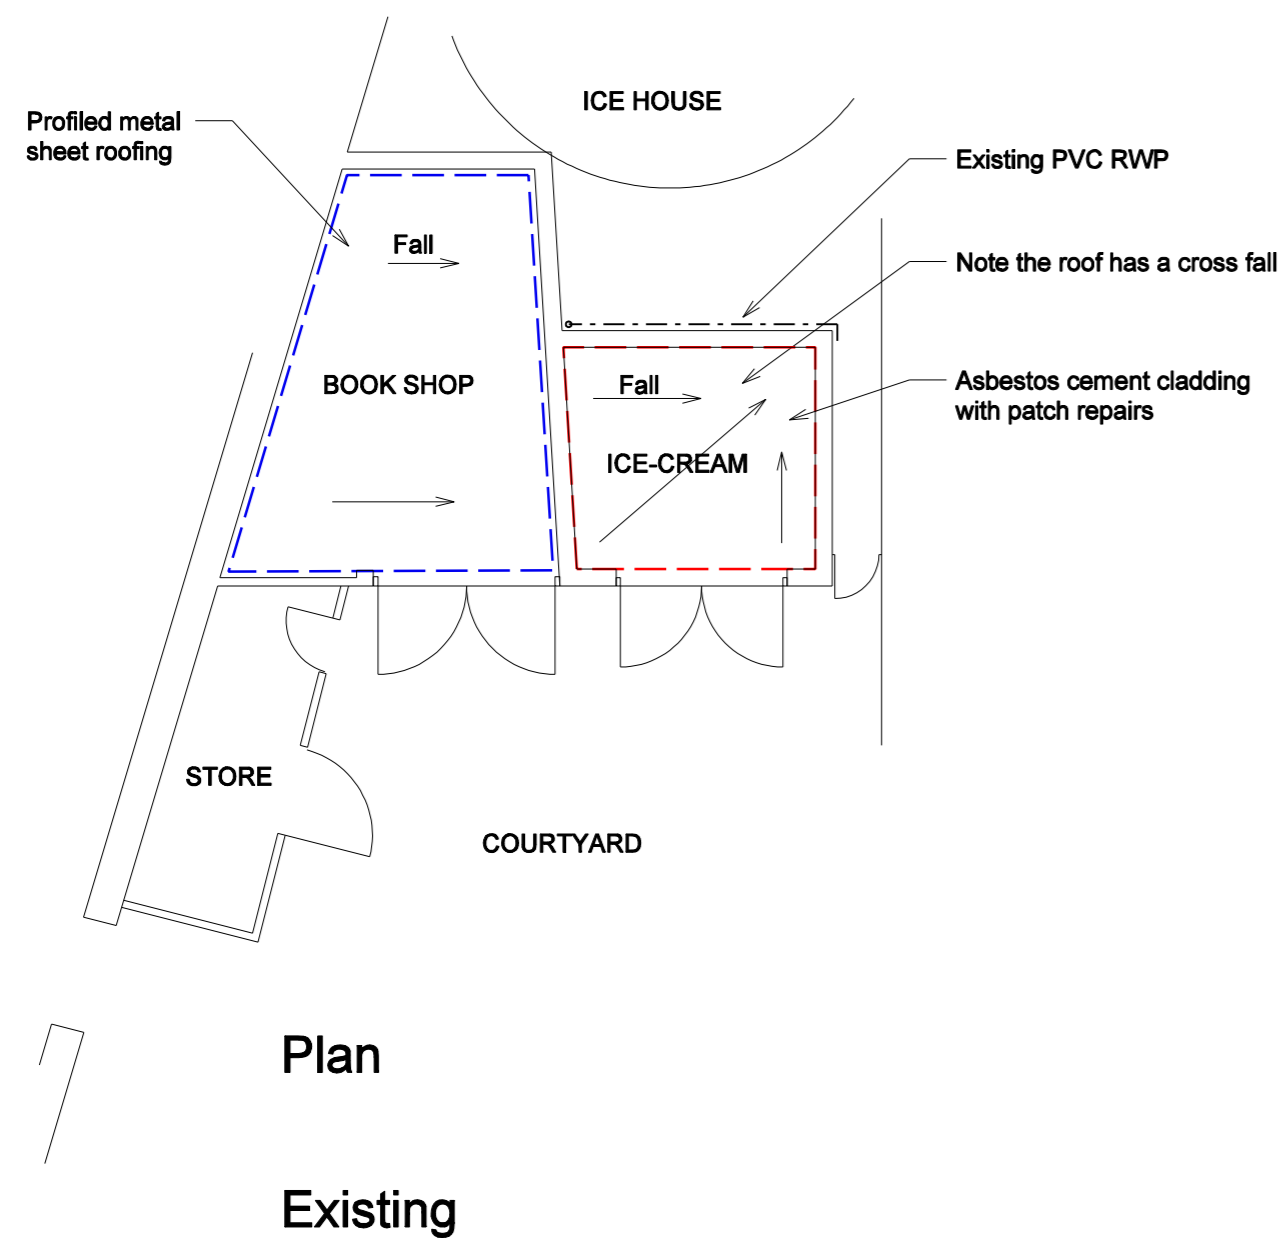 ICE HOUSE
Profiled metal
sheet roofing
Existing PVC RWP
Fall
Note the roof has a cross fall
BOOK SHOP
Fall
Asbestos cement cladding
with patch repairs
ICE-CREAM
STORE
COURTYARD
Plan
Existing